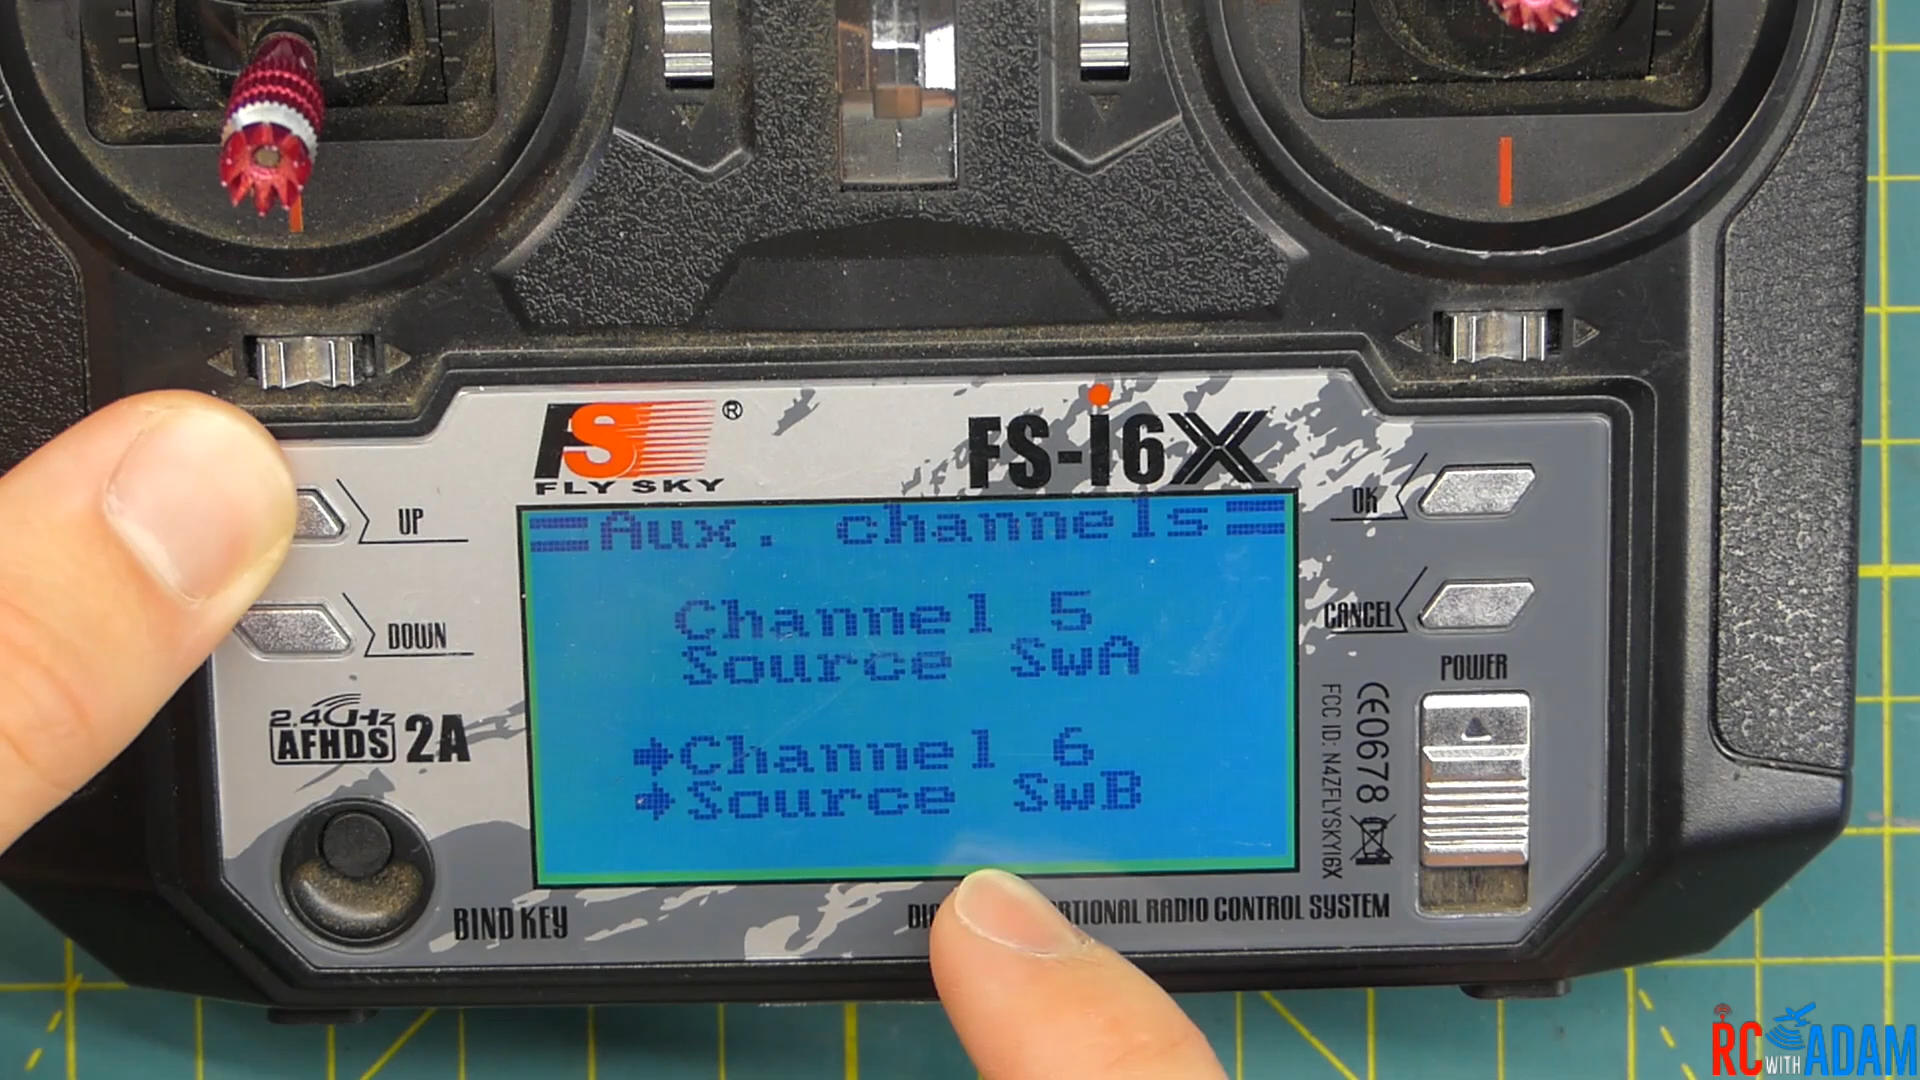 FS®
FLY SKY
FS-i6X
UP
OK
=Aux. channels=
Channel 5
Source SwA
DOWN
CANCEL
POWER
2.4GHz
AFHDS 2A
Channel 6
Source SwB
CE0678
FCC ID: N4ZFLYSKYI6X
BIND KEY
RADIO CONTROL SYSTEM
RC WITH ADAM